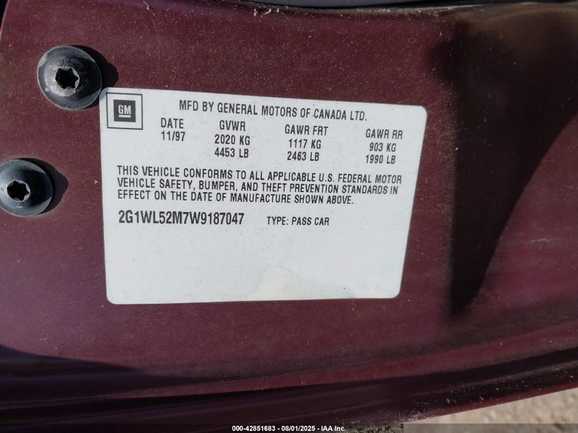 GM
MFD BY GENERAL MOTORS OF CANADA LTD.
DATE GVWR GAWR FRT GAWR RR
11/97 2020 KG 1117 KG 903 KG
4453 LB 2463 LB 1990 LB
THIS VEHICLE CONFORMS TO ALL APPLICABLE U.S. FEDERAL MOTOR
VEHICLE SAFETY, BUMPER, AND THEFT PREVENTION STANDARDS IN
EFFECT ON THE DATE OF MANUFACTURE SHOWN ABOVE.
2G1WL52M7W9187047 TYPE: PASS CAR
000-42851683 - 08/01/2025 - IAA Inc.